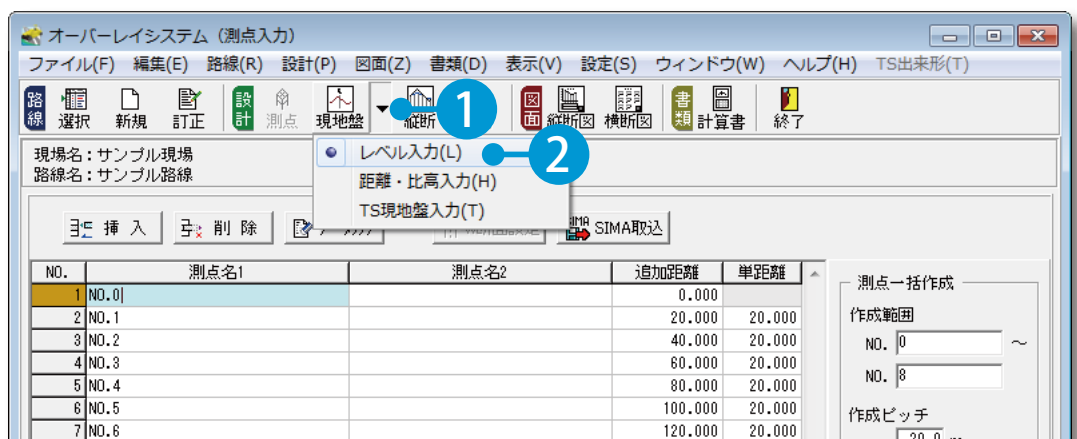 オーバーレイシステム（測点入力）
ファイル(F) 編集(E) 路線(R) 設計(P) 図面(Z) 書類(D) 表示(V) 設定(S) ウィンドウ(W) ヘルプ(H) TS出来形(T)
路線 選択 新規 訂正 設計 測点 現地盤 縦断 図面 縦断図 横断図 書類 計算書 終了
1
現場名：サンプル現場
路線名：サンプル路線
レベル入力(L)
2
距離・比高入力(H)
TS現地盤入力(T)
挿 入 削 除 SIMA SIMA取込
NO. 測点名1 測点名2 追加距離 単距離
1 NO.0 0.000
2 NO.1 20.000 20.000
3 NO.2 40.000 20.000
4 NO.3 60.000 20.000
5 NO.4 80.000 20.000
6 NO.5 100.000 20.000
7 NO.6 120.000 20.000
測点一括作成
作成範囲
NO. 0 ～
NO. 8
作成ピッチ
20.0 m